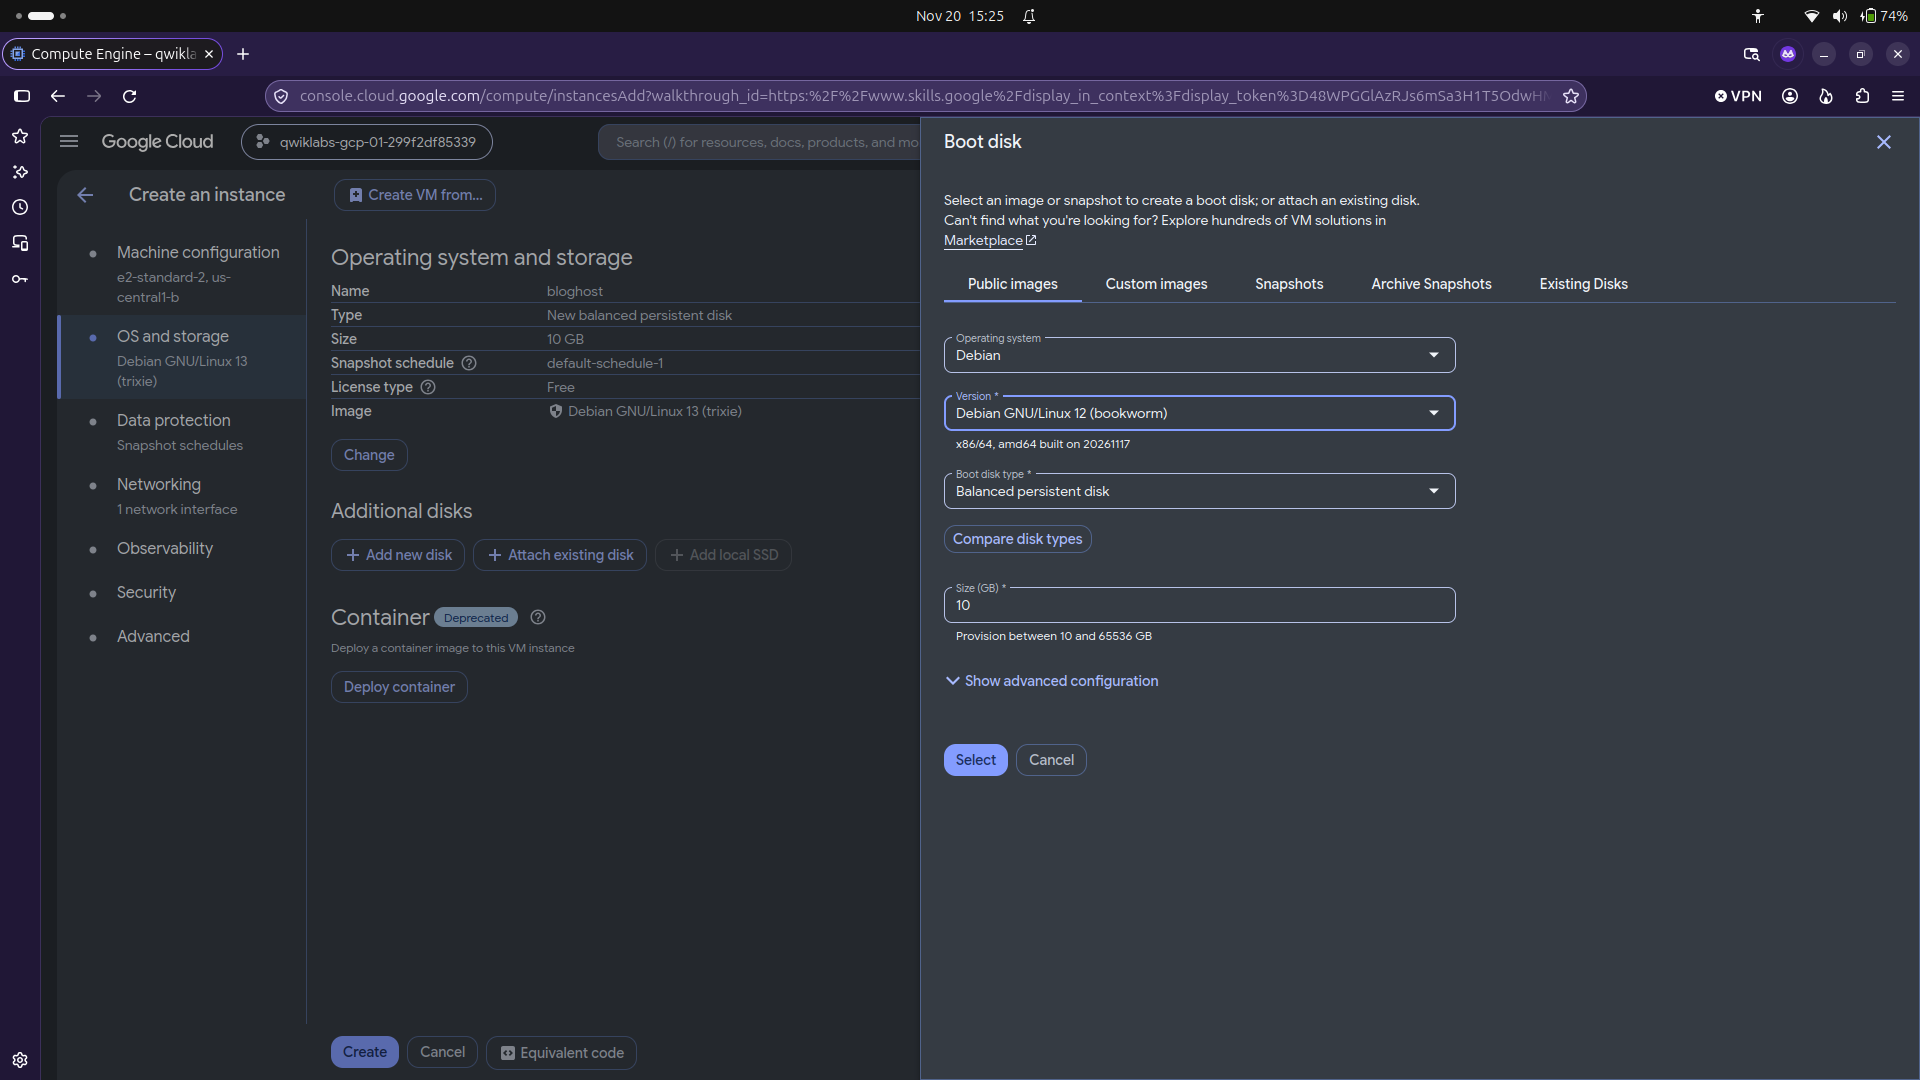 Nov 20 15:25
74%
Compute Engine – qwikla
VPN
console.cloud.google.com/compute/instancesAdd?walkthrough_id=https:%2F%2Fwww.skills.google%2Fdisplay_in_context%3Fdisplay_token%3D48WPGGlAzRJs6mSa3H1T5OdwHM
Google Cloud
qwiklabs-gcp-01-299f2df85339
Search (/) for resources, docs, products, and mo
Create an instance
Create VM from...
Machine configuration
e2-standard-2, us-
central1-b
OS and storage
Debian GNU/Linux 13
(trixie)
Data protection
Snapshot schedules
Networking
1 network interface
Observability
Security
Advanced
Operating system and storage
Name bloghost
Type New balanced persistent disk
Size 10 GB
Snapshot schedule default-schedule-1
License type Free
Image Debian GNU/Linux 13 (trixie)
Change
Additional disks
Add new disk
Attach existing disk
Add local SSD
Container Deprecated
Deploy a container image to this VM instance
Deploy container
Create
Cancel
Equivalent code
Boot disk
Select an image or snapshot to create a boot disk; or attach an existing disk.
Can't find what you're looking for? Explore hundreds of VM solutions in
Marketplace
Public images
Custom images
Snapshots
Archive Snapshots
Existing Disks
Operating system
Debian
Version *
Debian GNU/Linux 12 (bookworm)
x86/64, amd64 built on 20261117
Boot disk type *
Balanced persistent disk
Compare disk types
Size (GB) *
10
Provision between 10 and 65536 GB
Show advanced configuration
Select
Cancel